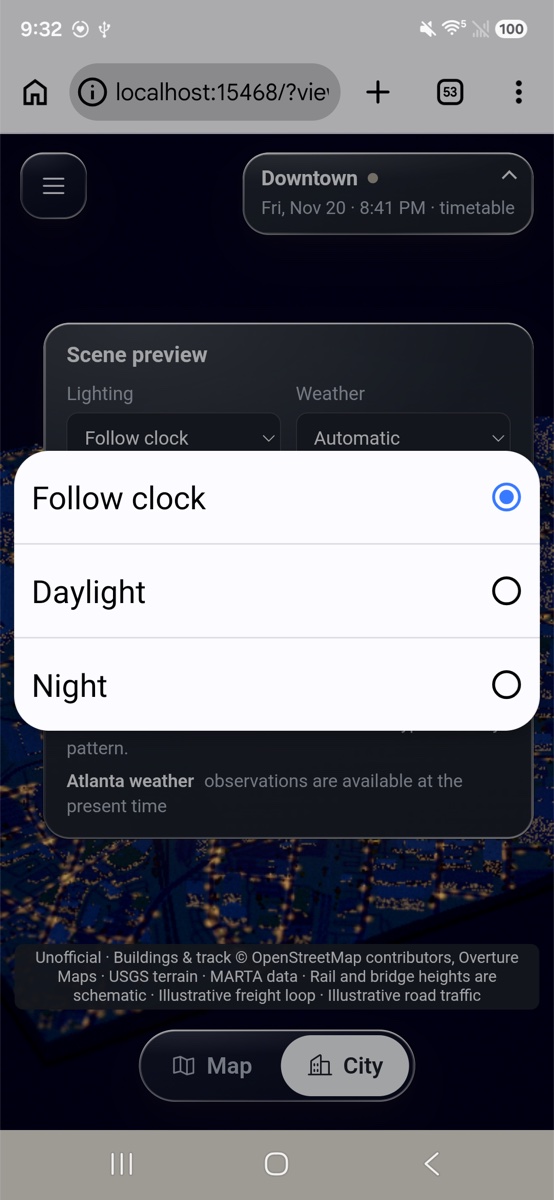 9:32
5
100
localhost:15468/?vie
53
Downtown
Fri, Nov 20 · 8:41 PM · timetable
Scene preview
Lighting Weather
Follow clock Automatic
Follow clock
Daylight
Night
pattern.
Atlanta weather observations are available at the
present time
Unofficial · Buildings & track © OpenStreetMap contributors, Overture
Maps · USGS terrain · MARTA data · Rail and bridge heights are
schematic · Illustrative freight loop · Illustrative road traffic
Map City